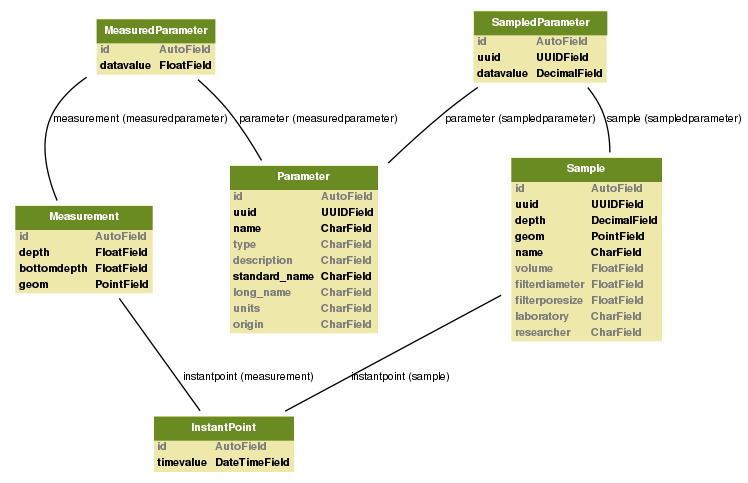 MeasuredParameter
id AutoField
datavalue FloatField
SampledParameter
id AutoField
uuid UUIDField
datavalue DecimalField
measurement (measuredparameter)
parameter (measuredparameter)
parameter (sampledparameter)
sample (sampledparameter)
Parameter
id AutoField
uuid UUIDField
name CharField
type CharField
description CharField
standard_name CharField
long_name CharField
units CharField
origin CharField
Sample
id AutoField
uuid UUIDField
depth DecimalField
geom PointField
name CharField
volume FloatField
filterdiameter FloatField
filterporesize FloatField
laboratory CharField
researcher CharField
Measurement
id AutoField
depth FloatField
bottomdepth FloatField
geom PointField
instantpoint (measurement)
instantpoint (sample)
InstantPoint
id AutoField
timevalue DateTimeField